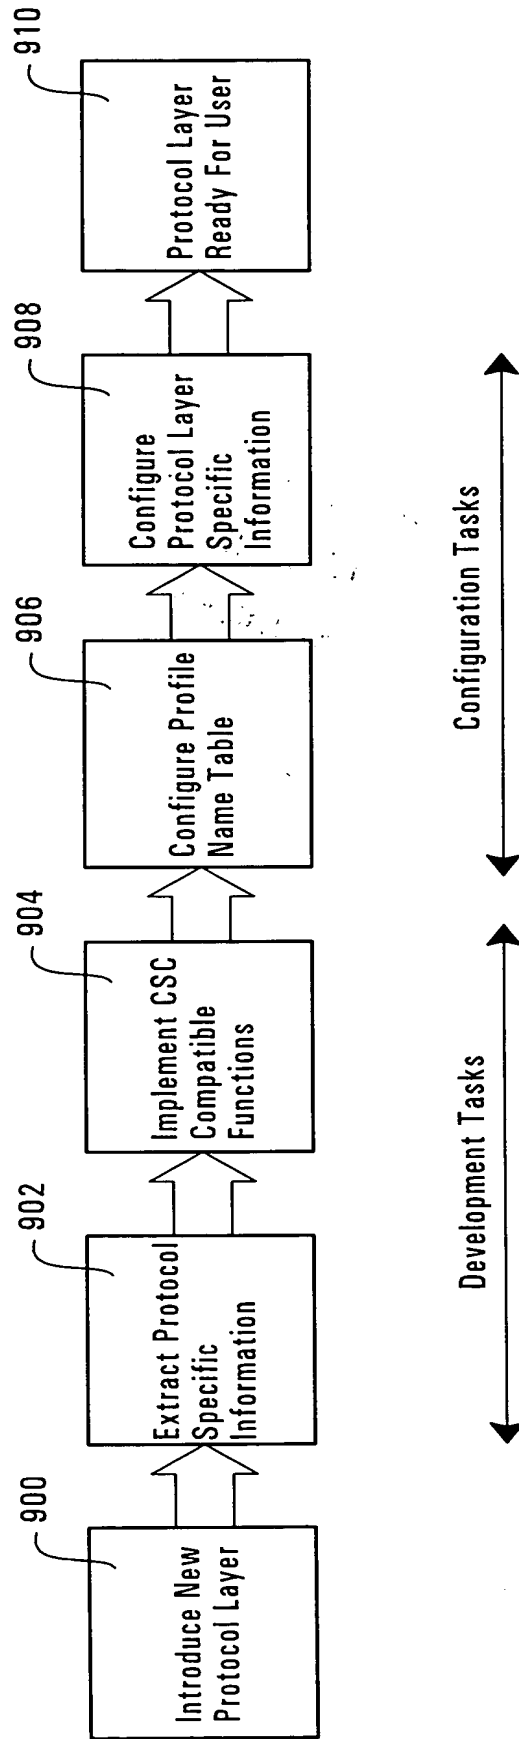 900
Introduce New
Protocol Layer
902
Extract Protocol
Specific
Information
904
Implement CSC
Compatible
Functions
906
Configure Profile
Name Table
908
Configure
Protocol Layer
Specific
Information
910
Protocol Layer
Ready For User
Development Tasks
Configuration Tasks